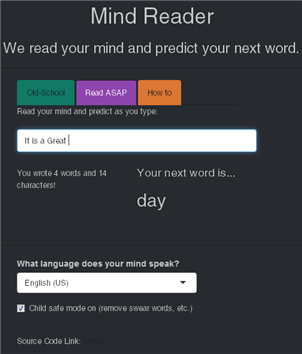 Mind Reader
We read your mind and predict your next word.
Old-School Read ASAP How to
Read your mind and predict as you type:
It is a Great
You wrote 4 words and 14 characters!
Your next word is...
day
What language does your mind speak?
English (US)
Child safe mode on (remove swear words, etc.)
Source Code Link: